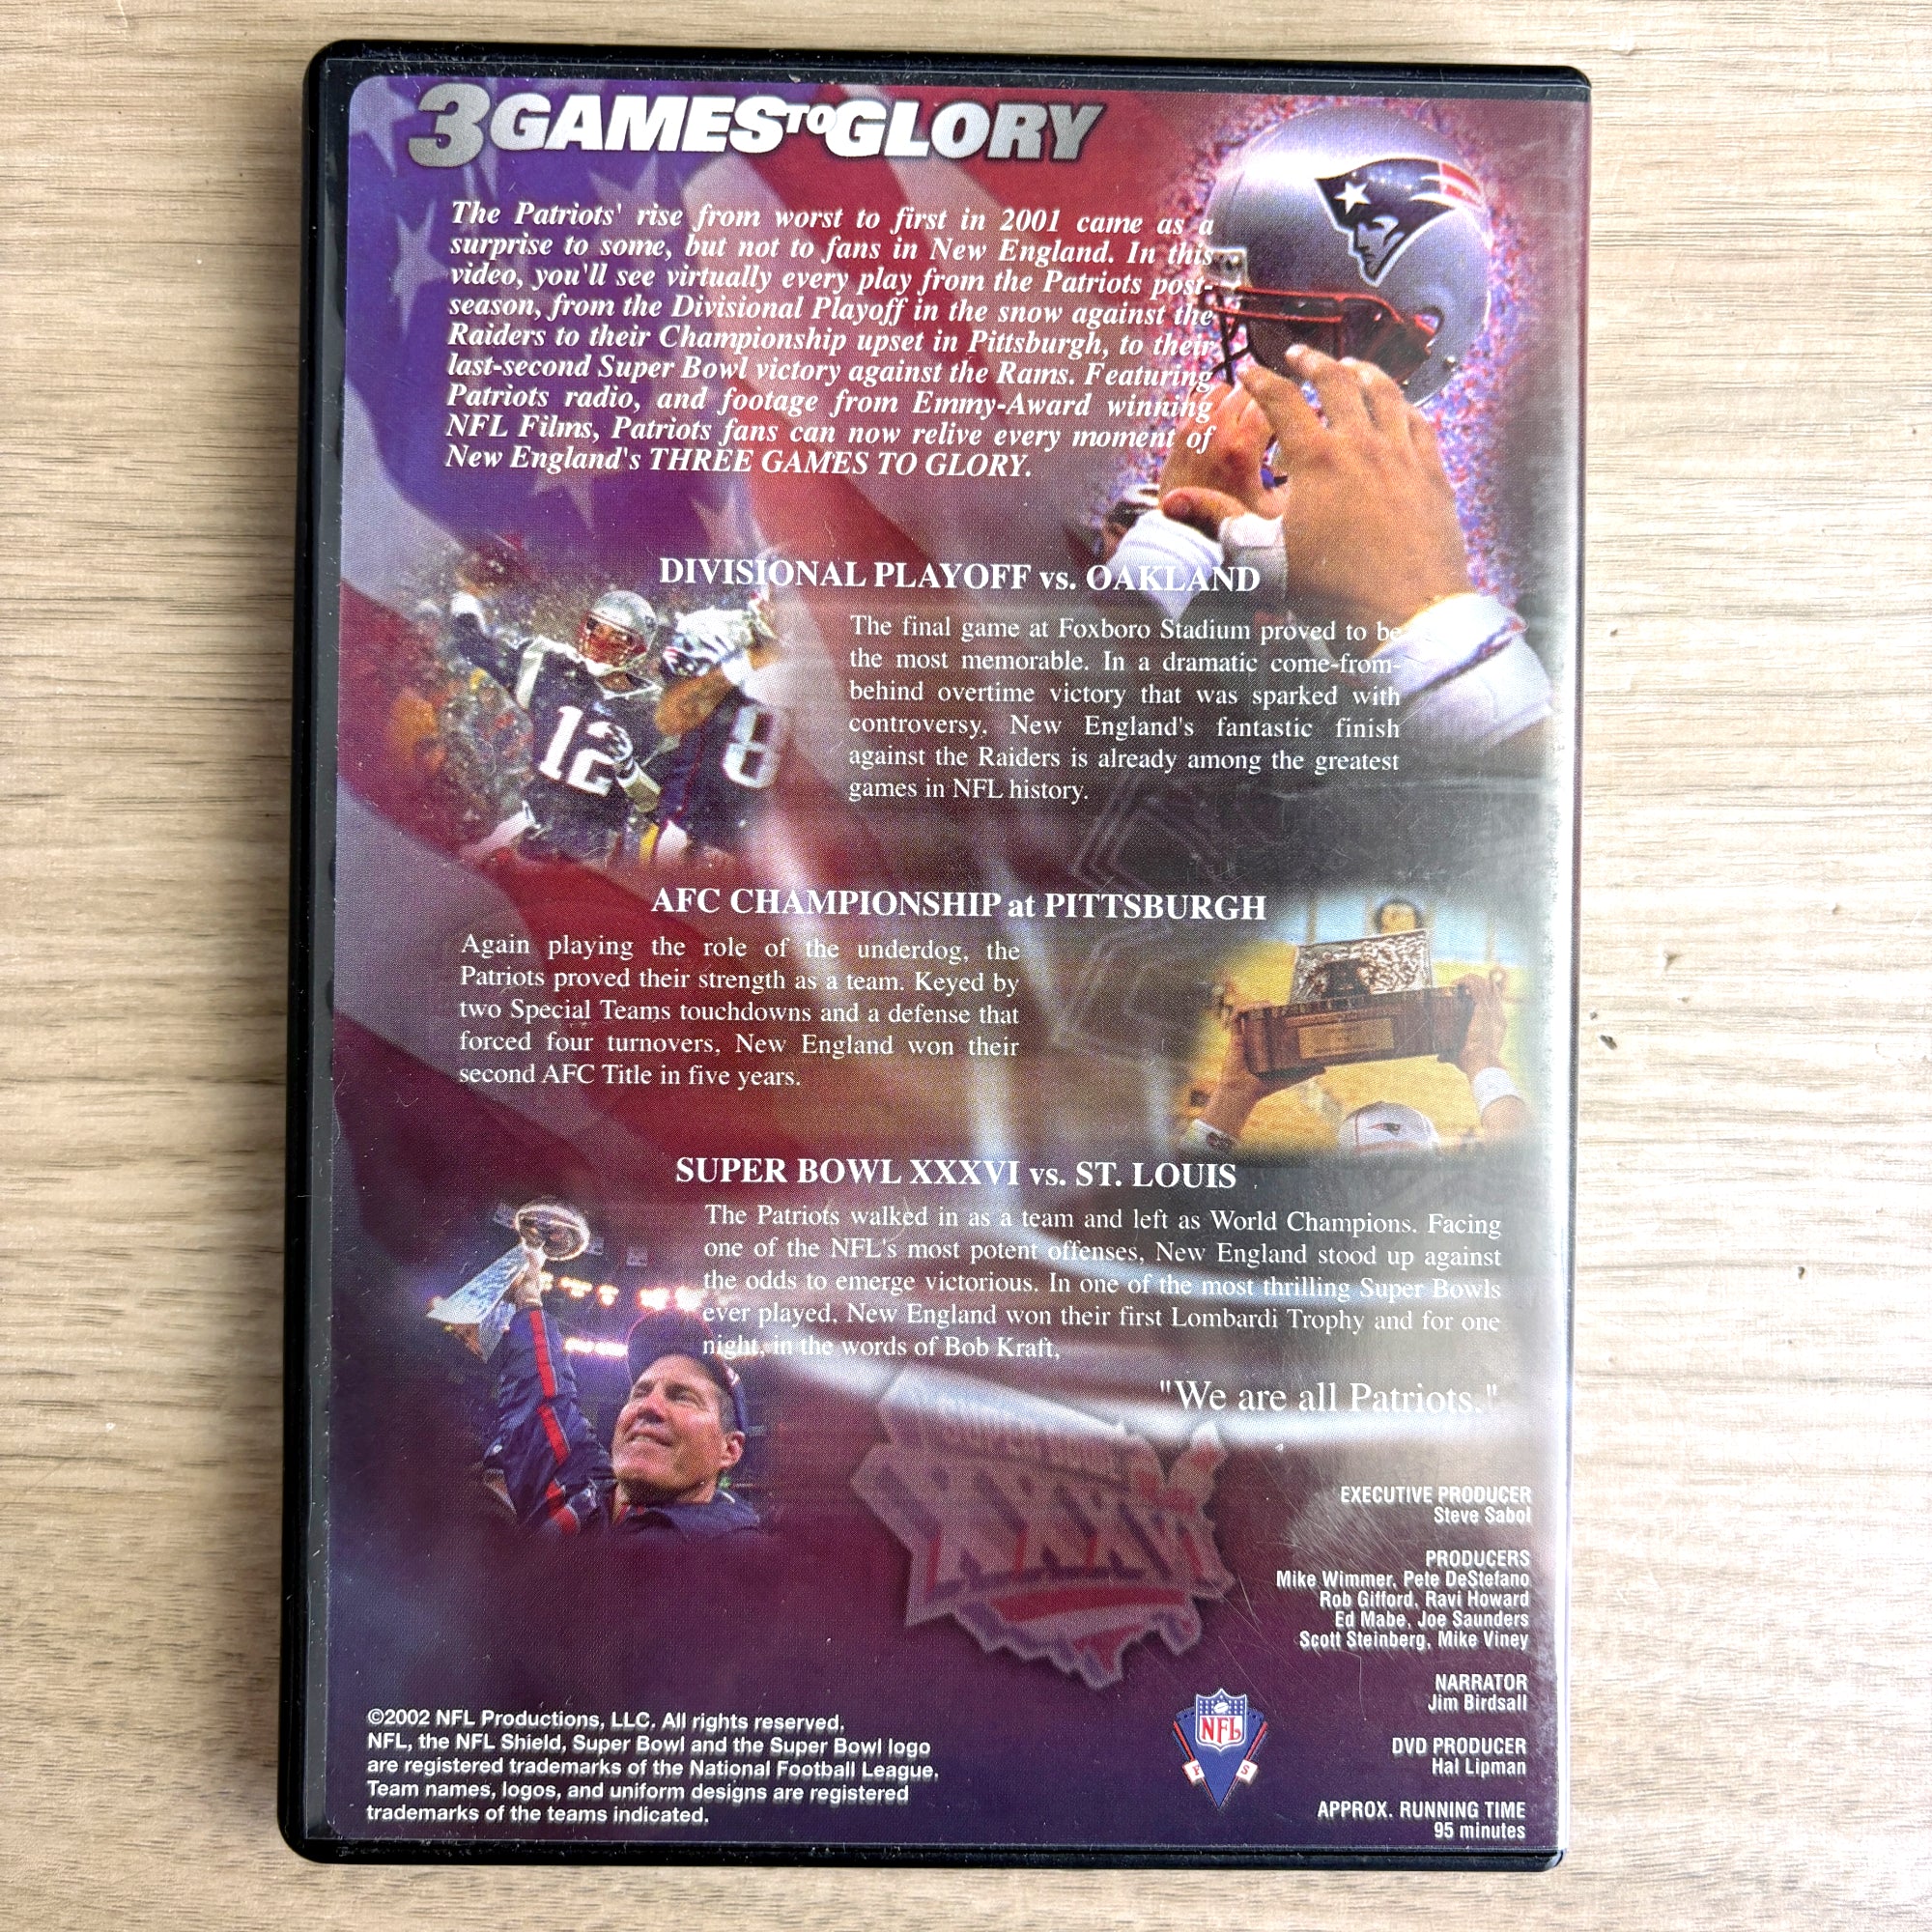 3 GAMES TO GLORY
The Patriots' rise from worst to first in 2001 came as a
surprise to some, but not to fans in New England. In this
video, you'll see virtually every play from the Patriots post-
season, from the Divisional Playoff in the snow against the
Raiders to their Championship upset in Pittsburgh, to their
last-second Super Bowl victory against the Rams. Featuring
Patriots radio, and footage from Emmy-Award winning
NFL Films, Patriots fans can now relive every moment of
New England's THREE GAMES TO GLORY.
DIVISIONAL PLAYOFF vs. OAKLAND
The final game at Foxboro Stadium proved to be
the most memorable. In a dramatic come-from-
behind overtime victory that was sparked with
controversy, New England's fantastic finish
against the Raiders is already among the greatest
games in NFL history.
12
8
AFC CHAMPIONSHIP at PITTSBURGH
Again playing the role of the underdog, the
Patriots proved their strength as a team. Keyed by
two Special Teams touchdowns and a defense that
forced four turnovers, New England won their
second AFC Title in five years.
SUPER BOWL XXXVI vs. ST. LOUIS
The Patriots walked in as a team and left as World Champions. Facing
one of the NFL's most potent offenses, New England stood up against
the odds to emerge victorious. In one of the most thrilling Super Bowls
ever played, New England won their first Lombardi Trophy and for one
night, in the words of Bob Kraft,
"We are all Patriots."
SUPER BOWL
XXXVI
EXECUTIVE PRODUCER
Steve Sabol
PRODUCERS
Mike Wimmer, Pete DeStefano
Rob Gifford, Ravi Howard
Ed Mabe, Joe Saunders
Scott Steinberg, Mike Viney
NARRATOR
Jim Birdsall
DVD PRODUCER
Hal Lipman
APPROX. RUNNING TIME
95 minutes
NFL
©2002 NFL Productions, LLC. All rights reserved.
NFL, the NFL Shield, Super Bowl and the Super Bowl logo
are registered trademarks of the National Football League.
Team names, logos, and uniform designs are registered
trademarks of the teams indicated.